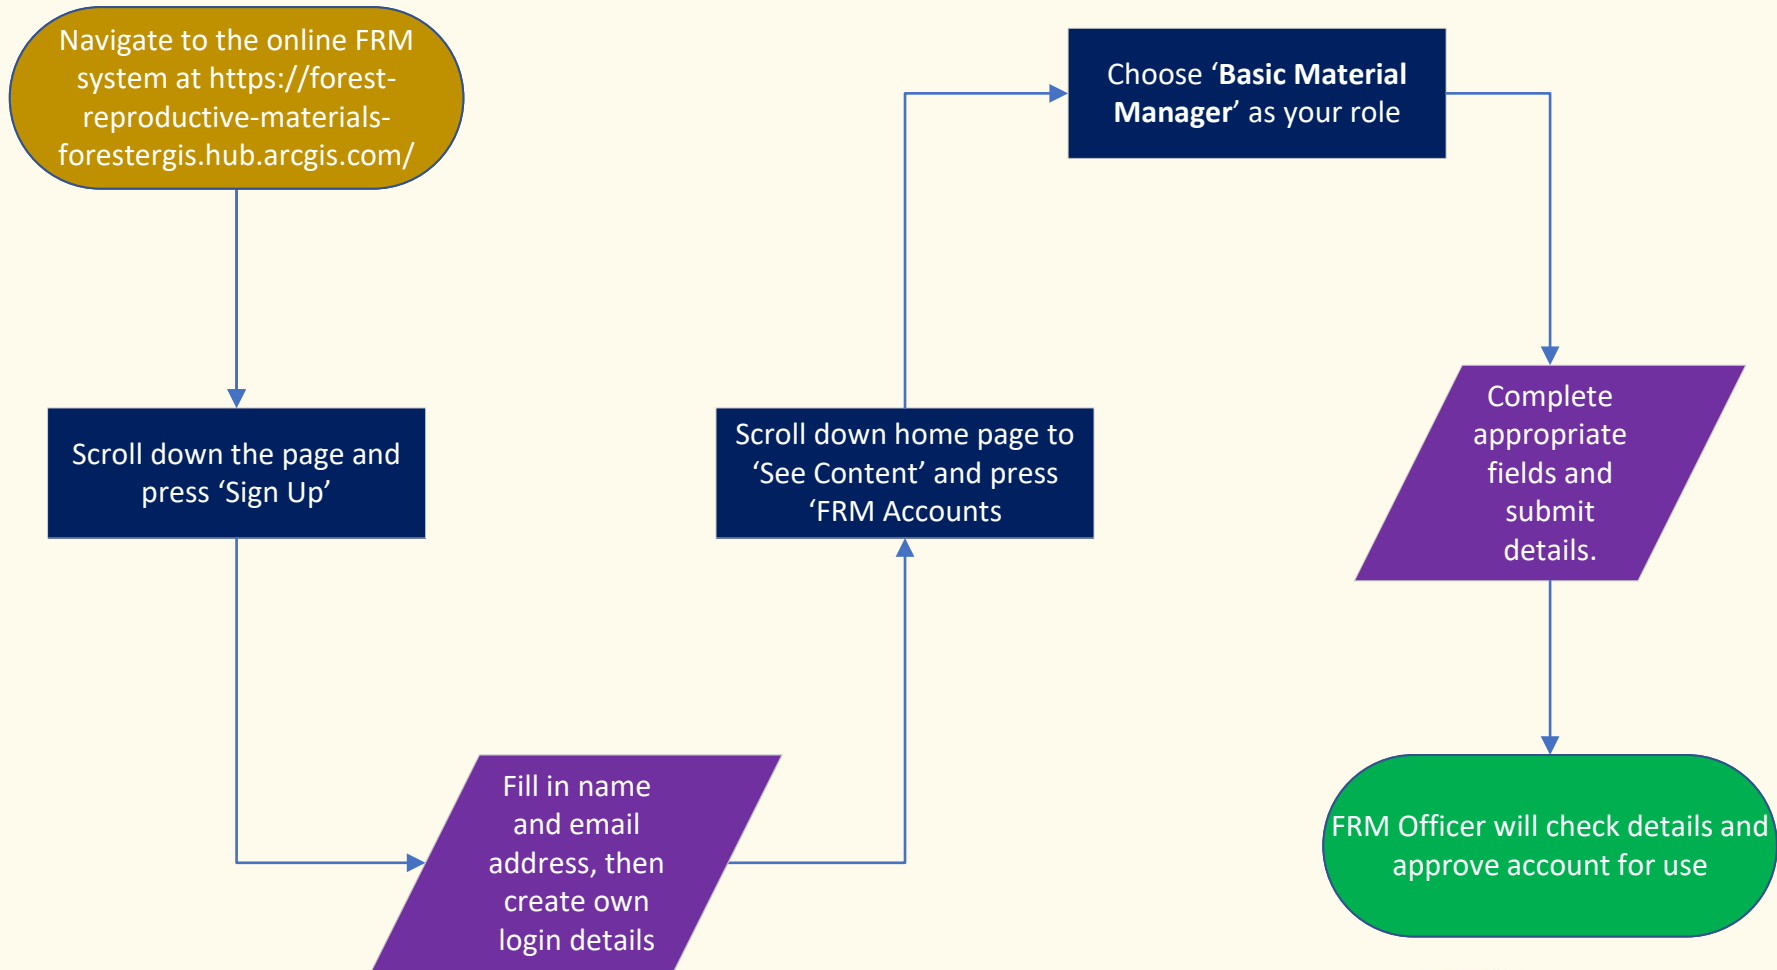 Navigate to the online FRM
system at https://forest-
reproductive-materials-
forestergis.hub.arcgis.com/
Scroll down the page and
press ‘Sign Up’
Fill in name
and email
address, then
create own
login details
Scroll down home page to
‘See Content’ and press
‘FRM Accounts
Choose ‘Basic Material
Manager’ as your role
Complete
appropriate
fields and
submit
details.
FRM Officer will check details and
approve account for use